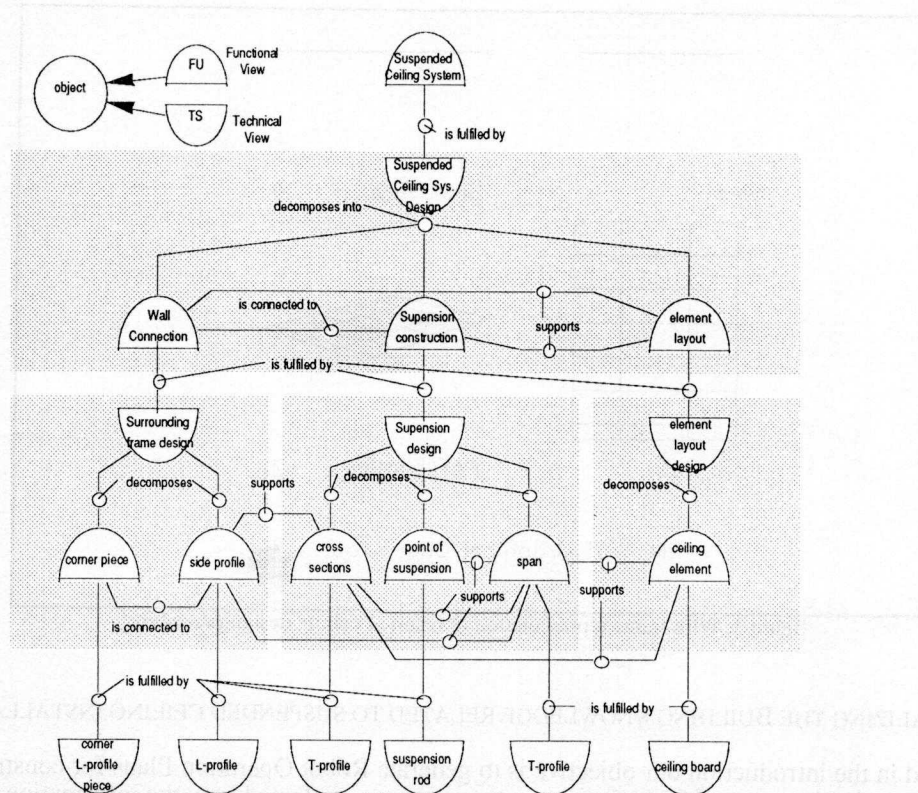 object
FU
Functional
View
TS
Technical
View
Suspended
Ceiling System
is fulfiled by
Suspended
Ceiling Sys.
Design
decomposes into
Wall
Connection
is connected to
Supension
construction
supports
element
layout
is fulfiled by
Surrounding
frame design
Supension
design
element
layout
design
decomposes
supports
decomposes
decomposes
corner piece
side profile
cross
sections
point of
suspension
span
ceiling
element
supports
supports
is connected to
is fulfilled by
is fulfilled by
corner
L-profile
piece
L-profile
T-profile
suspension
rod
T-profile
ceiling board